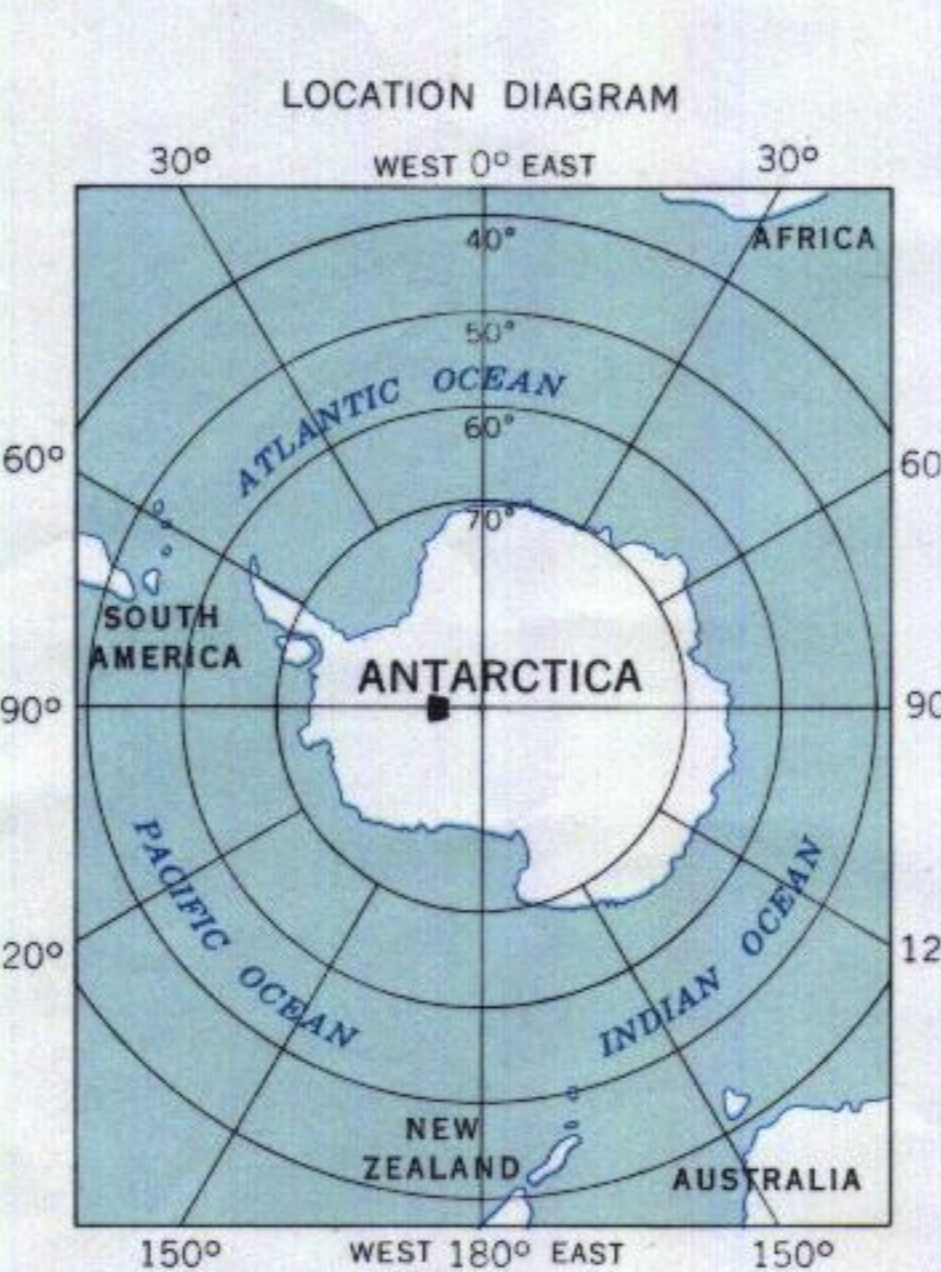 LOCATION DIAGRAM
30° WEST 0° EAST 30°
AFRICA
40°
50°
ATLANTIC OCEAN
60°
60° 60
70°
SOUTH
AMERICA
ANTARCTICA
90° 90
PACIFIC OCEAN
INDIAN OCEAN
20° 12
NEW
ZEALAND
AUSTRALIA
150° WEST 180° EAST 150°